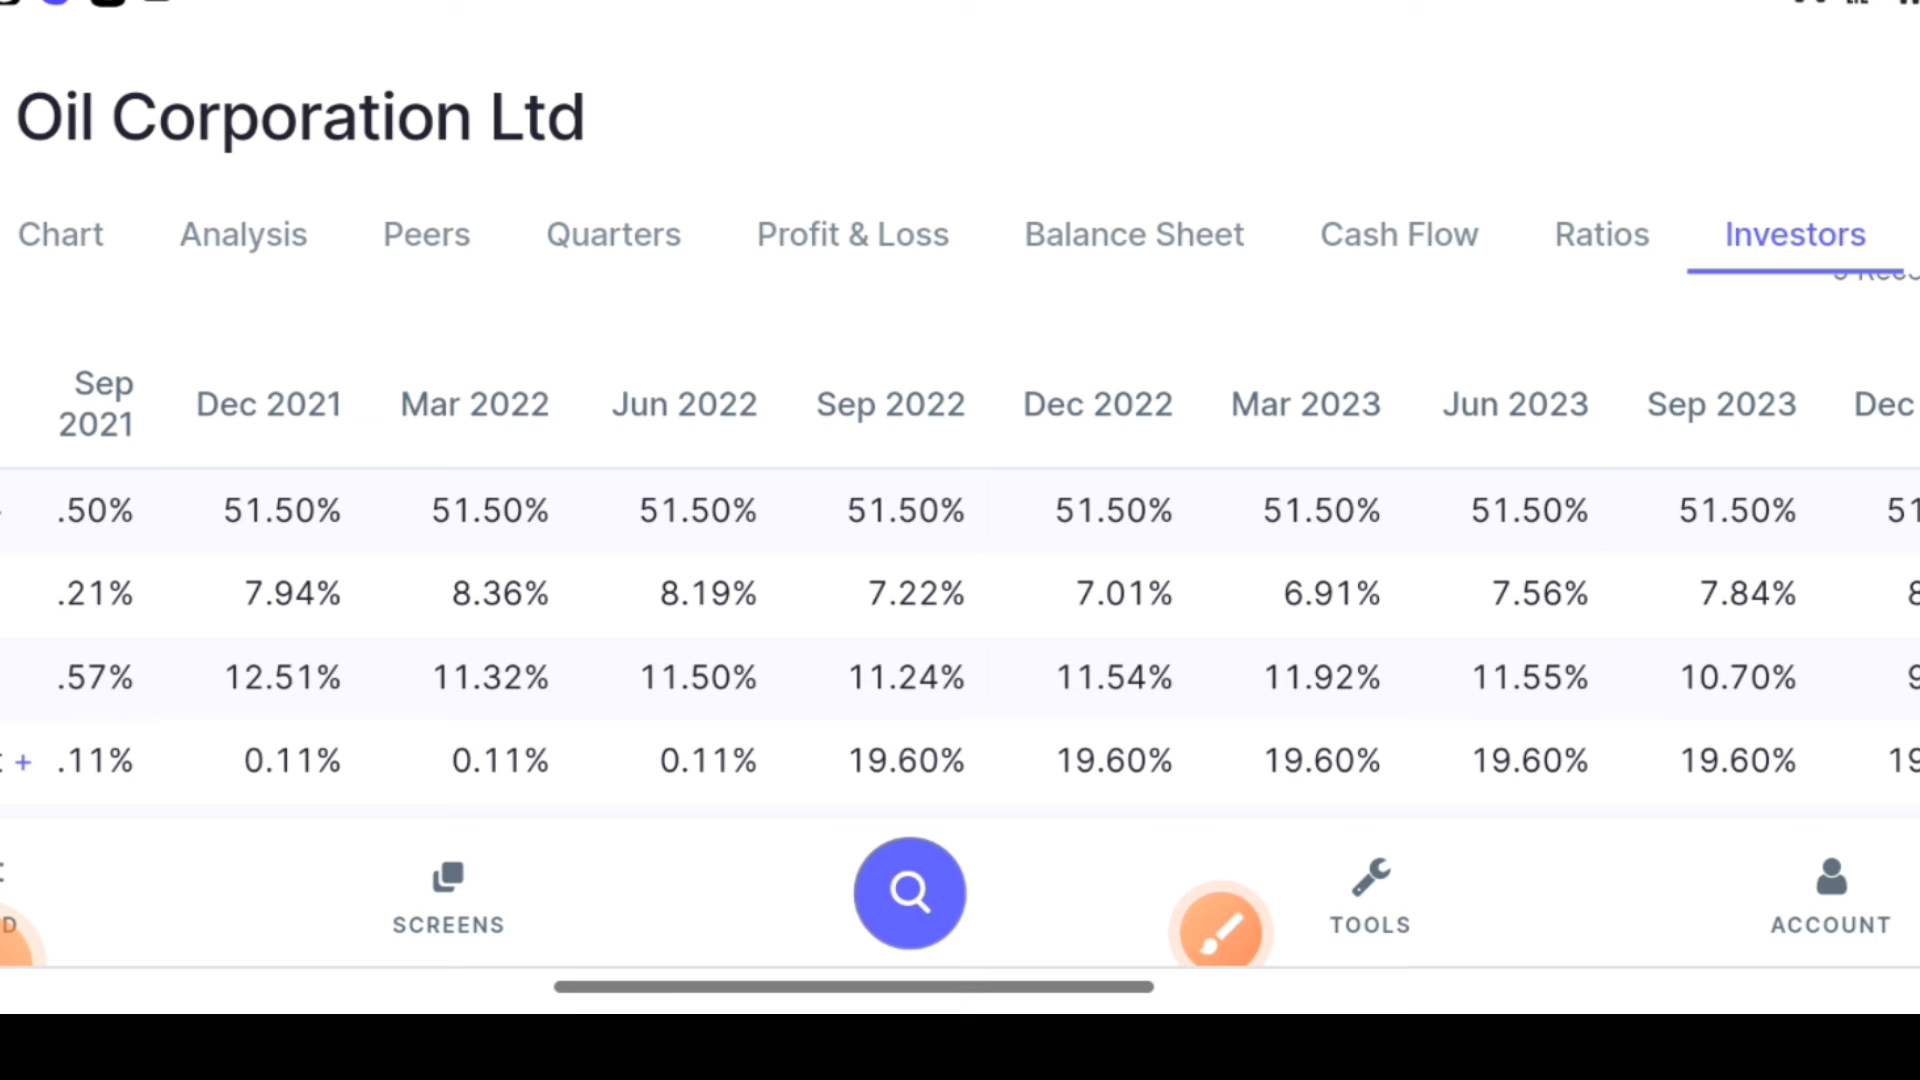 Oil Corporation Ltd
Chart Analysis Peers Quarters Profit & Loss Balance Sheet Cash Flow Ratios Investors
Sep 2021 Dec 2021 Mar 2022 Jun 2022 Sep 2022 Dec 2022 Mar 2023 Jun 2023 Sep 2023 Dec
.50% 51.50% 51.50% 51.50% 51.50% 51.50% 51.50% 51.50% 51.50% 51
.21% 7.94% 8.36% 8.19% 7.22% 7.01% 6.91% 7.56% 7.84%
.57% 12.51% 11.32% 11.50% 11.24% 11.54% 11.92% 11.55% 10.70%
+ .11% 0.11% 0.11% 0.11% 19.60% 19.60% 19.60% 19.60% 19.60% 19
D SCREENS TOOLS ACCOUNT